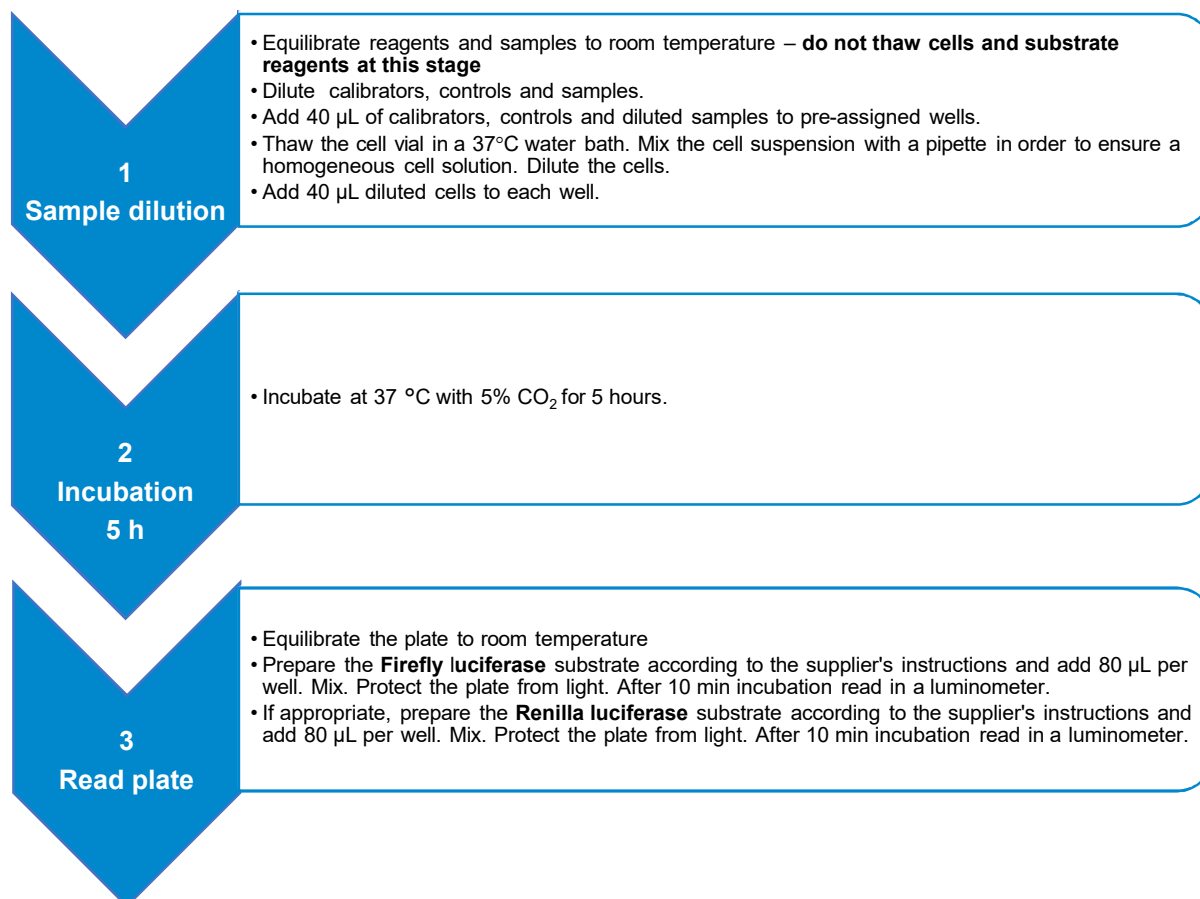 1
Sample dilution
• Equilibrate reagents and samples to room temperature – do not thaw cells and substrate
reagents at this stage
• Dilute calibrators, controls and samples.
• Add 40 µL of calibrators, controls and diluted samples to pre-assigned wells.
• Thaw the cell vial in a 37°C water bath. Mix the cell suspension with a pipette in order to ensure a
homogeneous cell solution. Dilute the cells.
• Add 40 µL diluted cells to each well.
2
Incubation
5 h
• Incubate at 37 °C with 5% CO₂ for 5 hours.
3
Read plate
• Equilibrate the plate to room temperature
• Prepare the Firefly luciferase substrate according to the supplier's instructions and add 80 µL per
well. Mix. Protect the plate from light. After 10 min incubation read in a luminometer.
• If appropriate, prepare the Renilla luciferase substrate according to the supplier's instructions and
add 80 µL per well. Mix. Protect the plate from light. After 10 min incubation read in a luminometer.